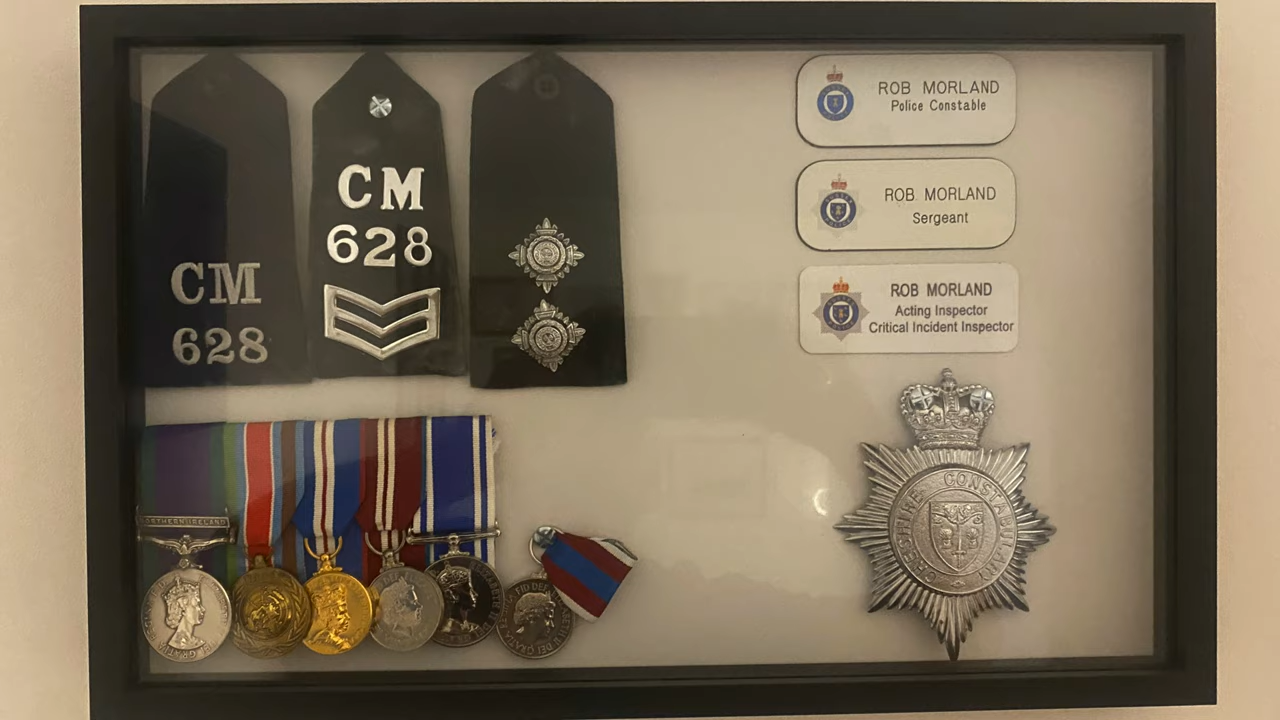 CM
628
CM
628
ROB MORLAND
Police Constable
ROB MORLAND
Sergeant
ROB MORLAND
Acting Inspector
Critical Incident Inspector
NORTHERN IRELAND
CHESHIRE CONSTABULARY